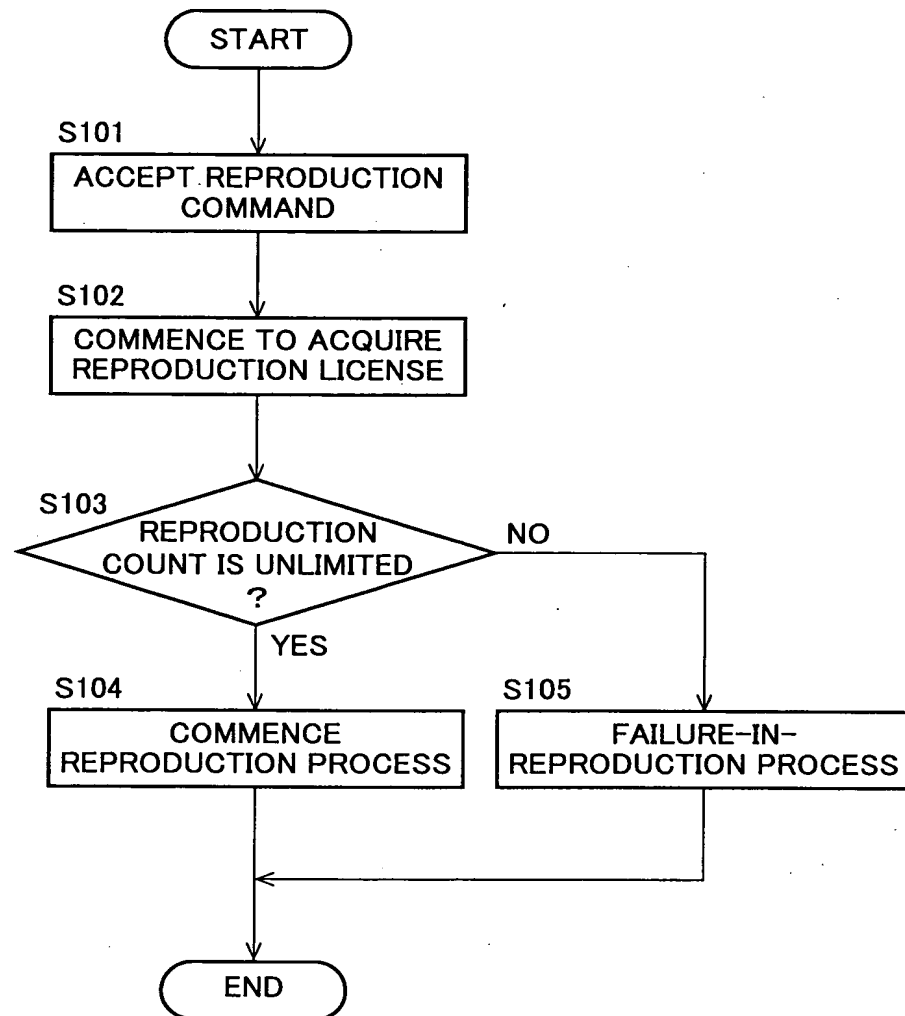 START
S101
ACCEPT REPRODUCTION
COMMAND
S102
COMMENCE TO ACQUIRE
REPRODUCTION LICENSE
S103
REPRODUCTION
COUNT IS UNLIMITED
?
NO
YES
S104
COMMENCE
REPRODUCTION PROCESS
S105
FAILURE-IN-
REPRODUCTION PROCESS
END